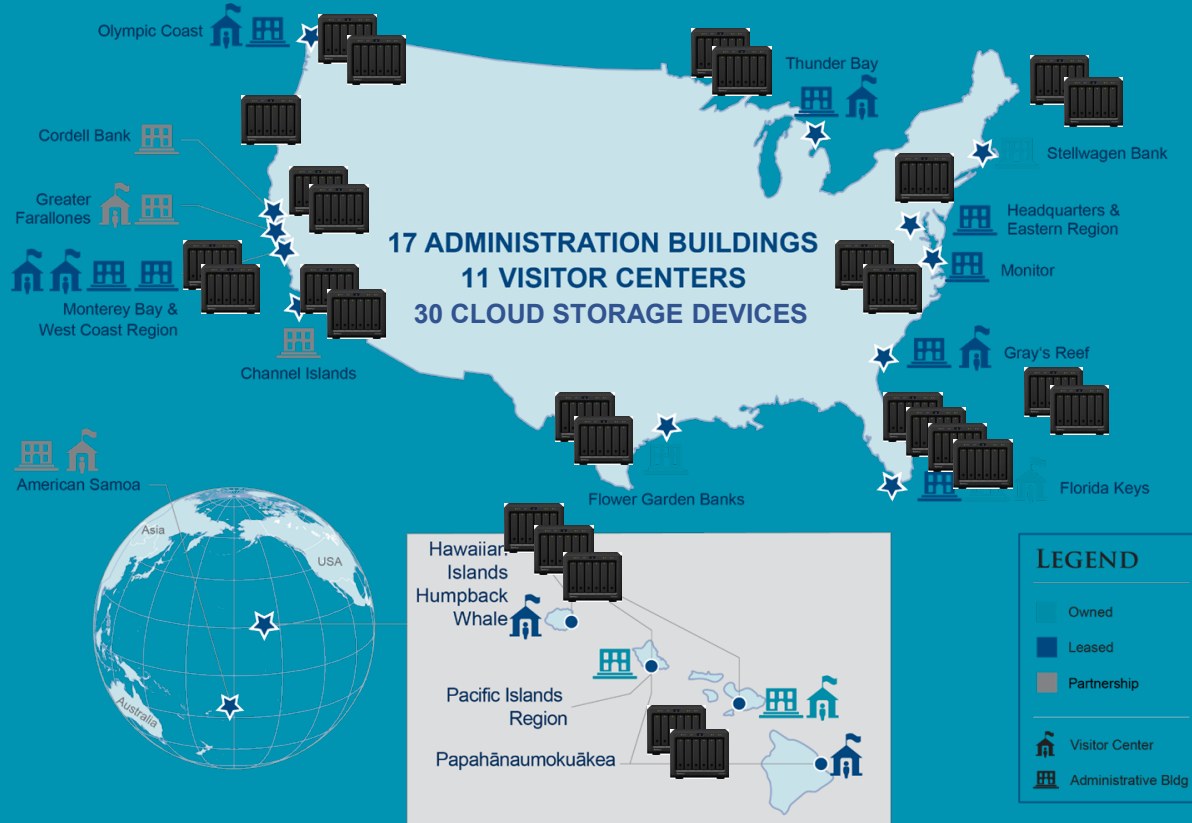 Olympic Coast
Thunder Bay
Cordell Bank
Stellwagen Bank
Greater
Farallones
Headquarters &
Eastern Region
17 ADMINISTRATION BUILDINGS
11 VISITOR CENTERS
30 CLOUD STORAGE DEVICES
Monitor
Monterey Bay &
West Coast Region
Gray's Reef
Channel Islands
American Samoa
Flower Garden Banks
Florida Keys
Asia
USA
Australia
Hawaiian
Islands
Humpback
Whale
Pacific Islands
Region
Papahānaumokuākea
LEGEND
Owned
Leased
Partnership
Visitor Center
Administrative Bldg